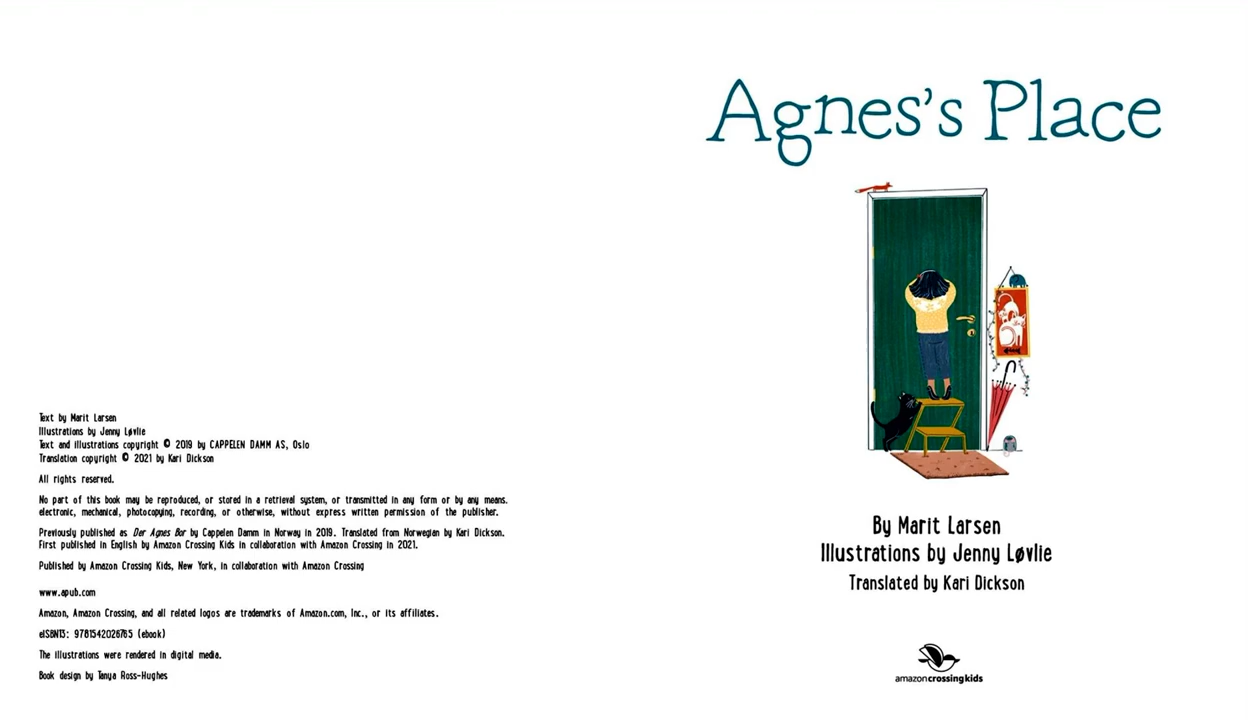 Text by Marit Larsen
Illustrations by Jenny Løvlie
Text and illustrations copyright © 2019 by CAPPELEN DAMM AS, Oslo
Translation copyright © 2021 by Kari Dickson
All rights reserved.
No part of this book may be reproduced, or stored in a retrieval system, or transmitted in any form or by any means.
electronic, mechanical, photocopying, recording, or otherwise, without express written permission of the publisher.
Previously published as Der Agnes Bor by Cappelen Damm in Norway in 2019. Translated from Norwegian by Kari Dickson.
First published in English by Amazon Crossing Kids in collaboration with Amazon Crossing in 2021.
Published by Amazon Crossing Kids, New York, in collaboration with Amazon Crossing
www.apub.com
Amazon, Amazon Crossing, and all related logos are trademarks of Amazon.com, Inc., or its affiliates.
eISBN13: 9781542026765 (ebook)
The illustrations were rendered in digital media.
Book design by Tanya Ross-Hughes
Agnes's Place
By Marit Larsen
Illustrations by Jenny Løvlie
Translated by Kari Dickson
amazoncrossingkids